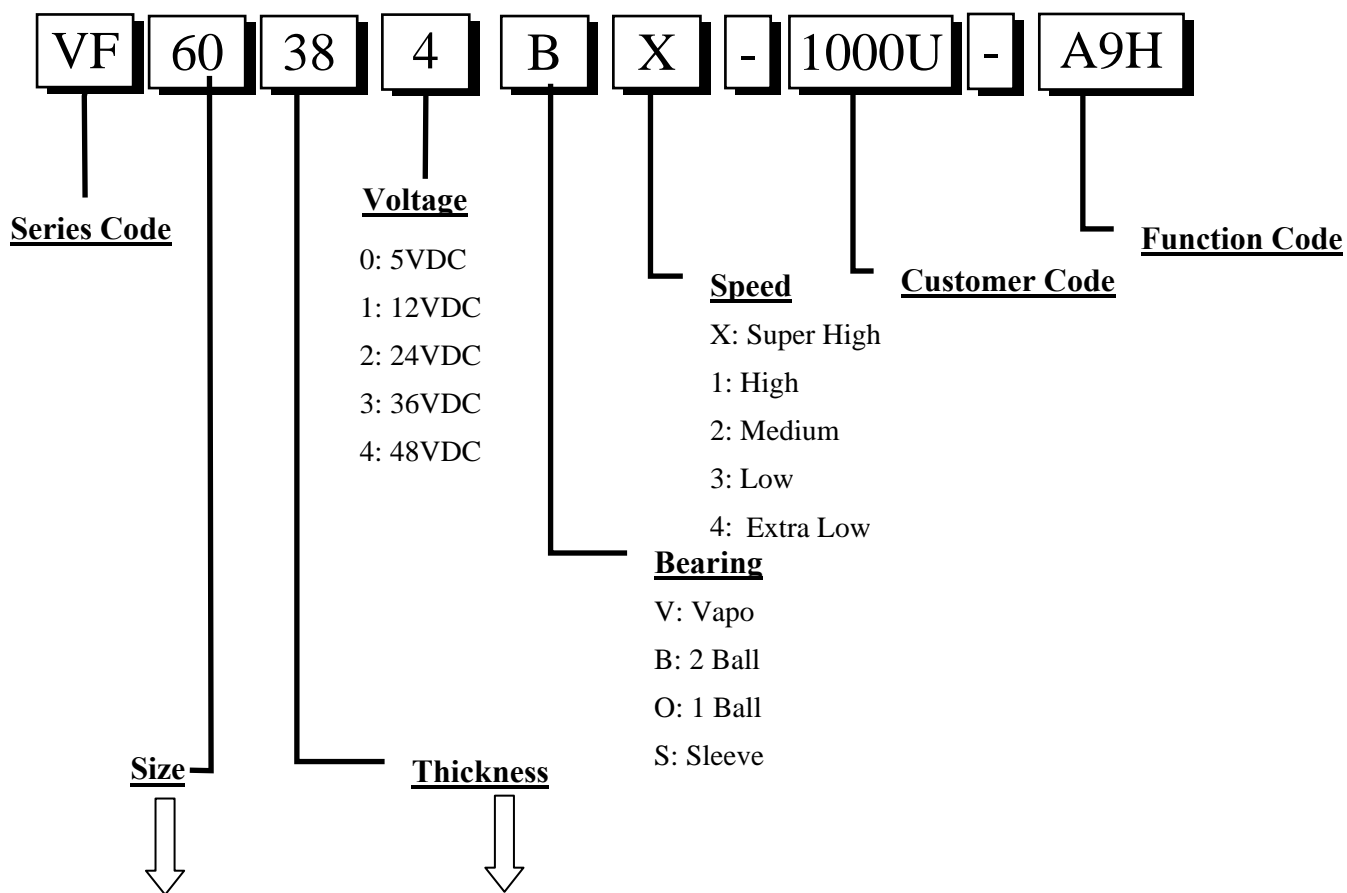 VF 60 38 4 B X - 1000U - A9H
Series Code
Voltage
0: 5VDC
1: 12VDC
2: 24VDC
3: 36VDC
4: 48VDC
Function Code
Customer Code
Speed
X: Super High
1: High
2: Medium
3: Low
4: Extra Low
Bearing
V: Vapo
B: 2 Ball
O: 1 Ball
S: Sleeve
Size
Thickness